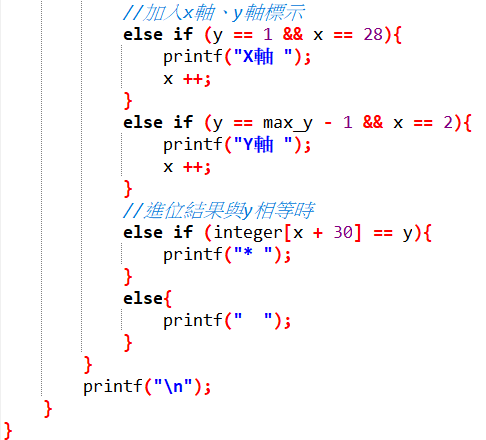 //加入x軸、y軸標示
else if (y == 1 && x == 28){
printf("X軸 ");
x ++;
}
else if (y == max_y - 1 && x == 2){
printf("Y軸 ");
x ++;
}
//進位結果與y相等時
else if (integer[x + 30] == y){
printf("* ");
}
else{
printf("  ");
}
}
printf("\n");
}
}